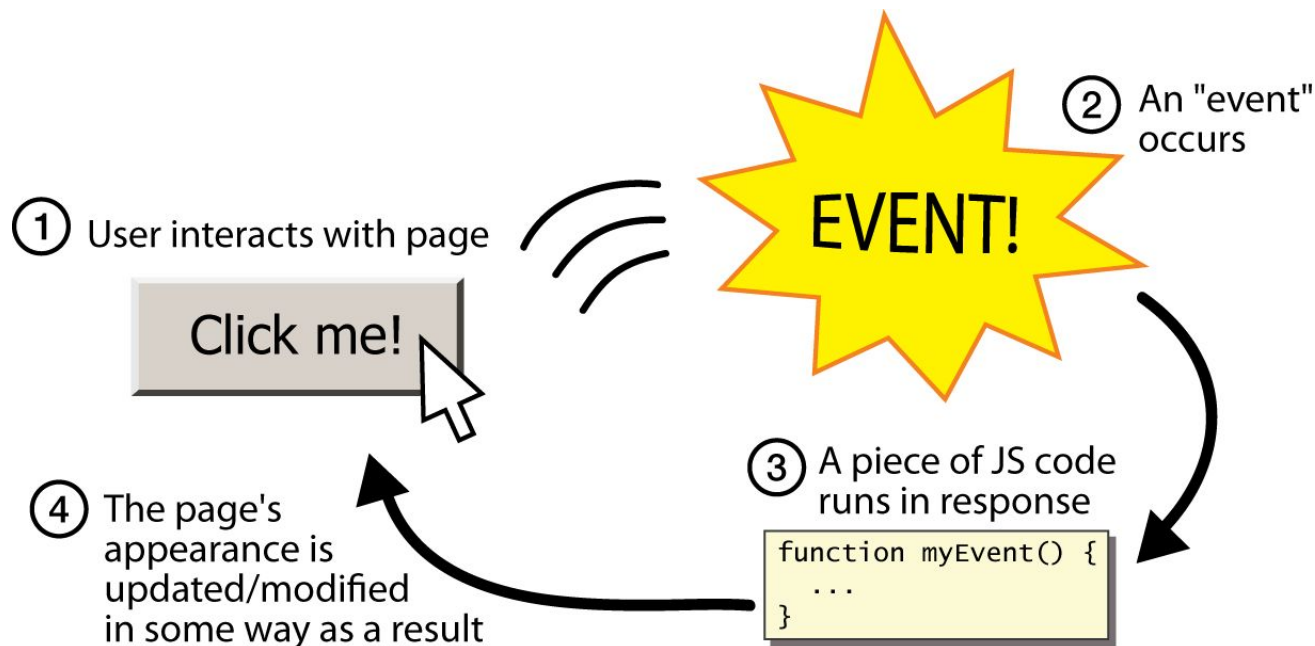 1 User interacts with page
Click me!
2 An "event"
occurs
EVENT!
3 A piece of JS code
runs in response
function myEvent() {
...
}
4 The page's
appearance is
updated/modified
in some way as a result